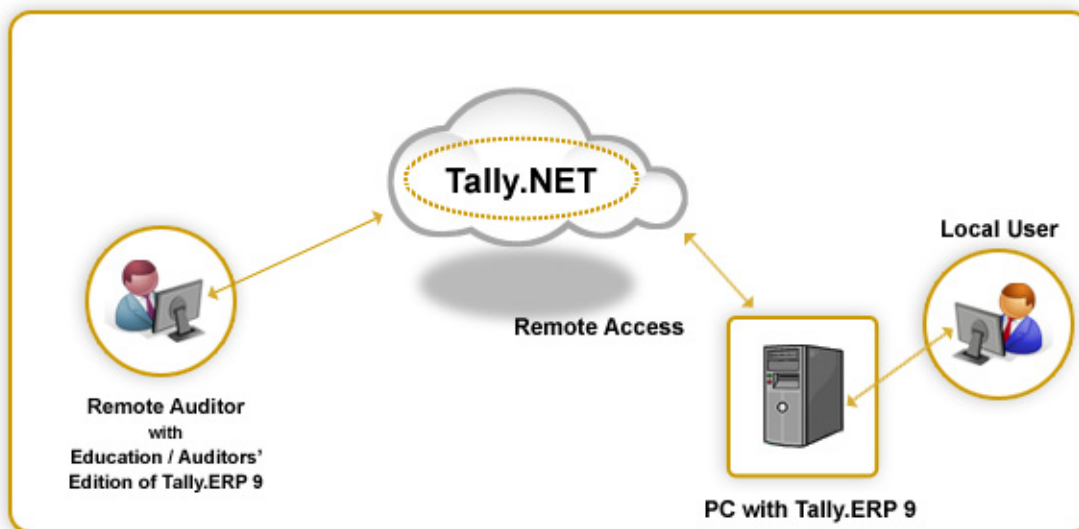 Tally.NET
Local User
Remote Access
Remote Auditor
with
Education / Auditors'
Edition of Tally.ERP 9
PC with Tally.ERP 9